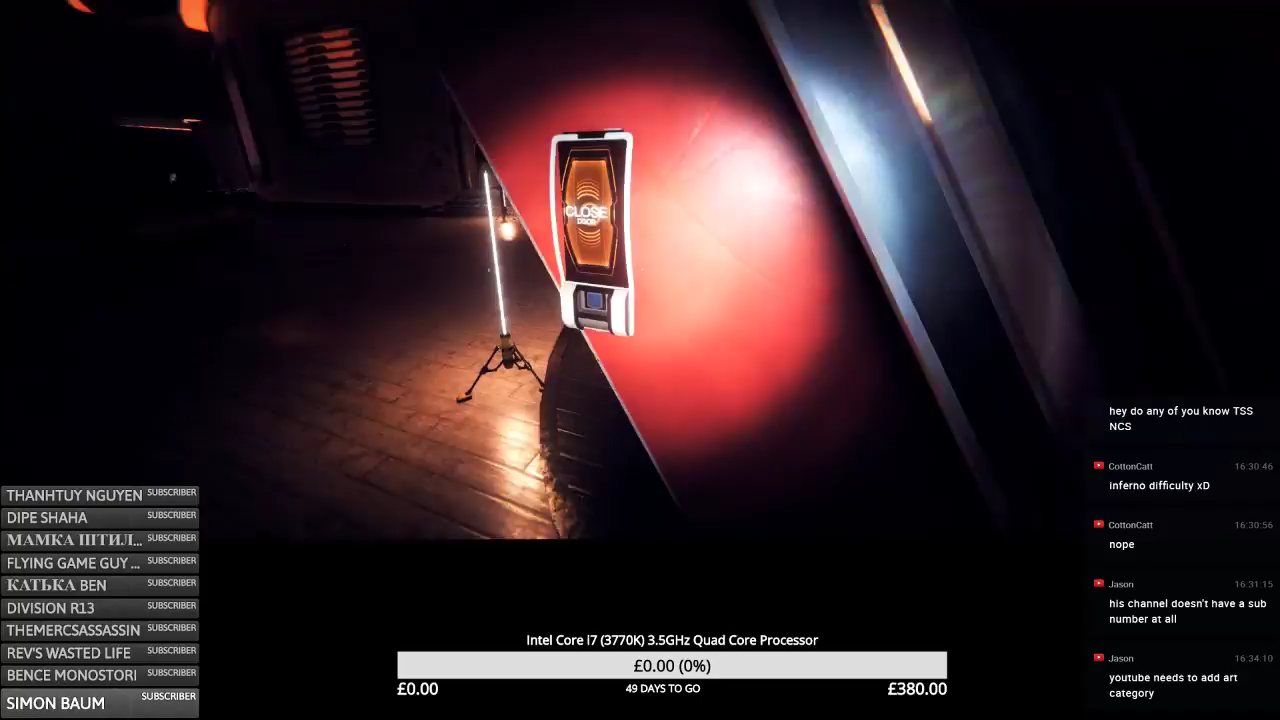 CLOSE
DOOR
hey do any of you know TSS
NCS
CottonCatt 16:30:46
inferno difficulty xD
CottonCatt 16:30:56
nope
Jason 16:31:15
his channel doesn't have a sub
number at all
Jason 16:34:10
youtube needs to add art
category
THANHTUY NGUYEN SUBSCRIBER
DIPE SHAHA SUBSCRIBER
МАМКА ШТИЛ... SUBSCRIBER
FLYING GAME GUY ... SUBSCRIBER
КАТЬКА BEN SUBSCRIBER
DIVISION R13 SUBSCRIBER
THEMERCSASSASSIN SUBSCRIBER
REV'S WASTED LIFE SUBSCRIBER
BENCE MONOSTORI SUBSCRIBER
SIMON BAUM SUBSCRIBER
Intel Core i7 (3770K) 3.5GHz Quad Core Processor
£0.00 (0%)
£0.00 49 DAYS TO GO £380.00